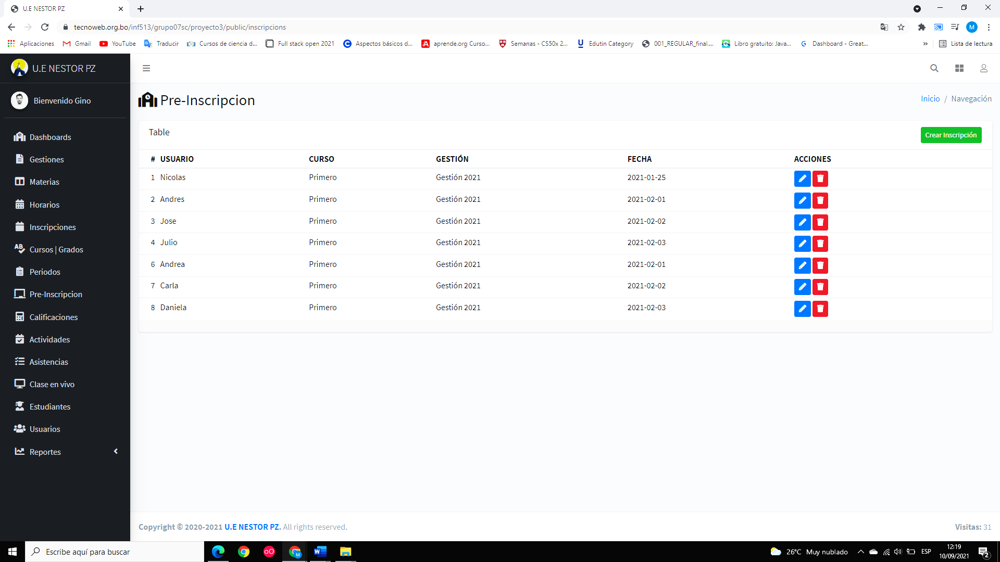 U.E NESTOR PZ
tecnoweb.org.bo/inf513/grupo07sc/proyecto3/public/inscripcions
M
Aplicaciones Gmail YouTube Traducir Cursos de ciencia d... Full stack open 2021 Aspectos básicos d... aprende.org Curso... Semanas - CS50x 2... Edutin Category 001_REGULAR_final.... Libro gratuito: Java... Dashboard - Great... » Lista de lectura
U.E NESTOR PZ
Bienvenido Gino
Dashboards
Gestiones
Materias
Horarios
Inscripciones
Cursos | Grados
Periodos
Pre-Inscripcion
Calificaciones
Actividades
Asistencias
Clase en vivo
Estudiantes
Usuarios
Reportes
Pre-Inscripcion
Inicio / Navegación
Table
Crear Inscripción
# USUARIO CURSO GESTIÓN FECHA ACCIONES
1 Nicolas Primero Gestión 2021 2021-01-25
2 Andres Primero Gestión 2021 2021-02-01
3 Jose Primero Gestión 2021 2021-02-02
4 Julio Primero Gestión 2021 2021-02-03
6 Andrea Primero Gestión 2021 2021-02-01
7 Carla Primero Gestión 2021 2021-02-02
8 Daniela Primero Gestión 2021 2021-02-03
Copyright © 2020-2021 U.E NESTOR PZ. All rights reserved.
Visitas: 31
Escribe aquí para buscar
26°C Muy nublado
ESP
12:19
10/09/2021
2